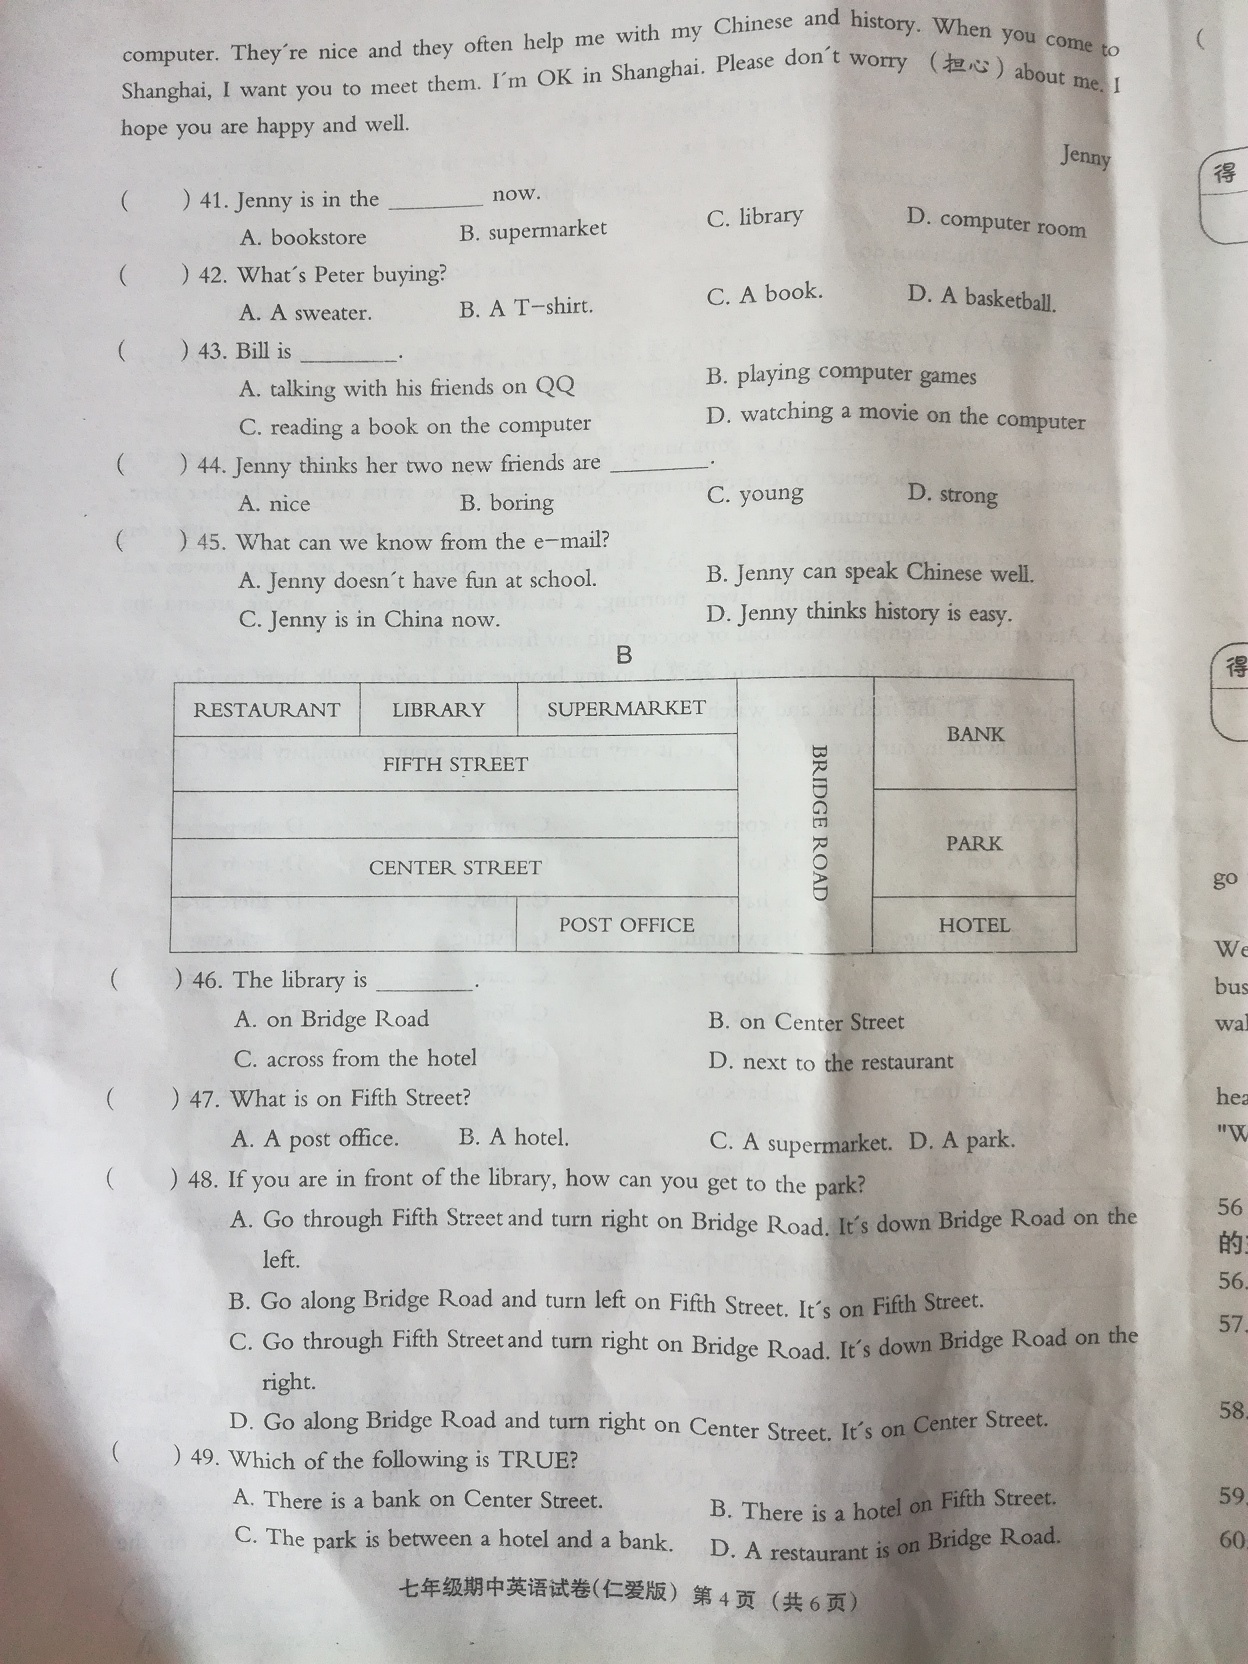 computer. They´re nice and they often help me with my Chinese and history. When you come to
Shanghai, I want you to meet them. I´m OK in Shanghai. Please don´t worry （担心）about me. I
hope you are happy and well.
Jenny
(    ) 41. Jenny is in the ________ now.
A. bookstore B. supermarket C. library D. computer room
(    ) 42. What´s Peter buying?
A. A sweater. B. A T-shirt. C. A book. D. A basketball.
(    ) 43. Bill is ________.
A. talking with his friends on QQ B. playing computer games
C. reading a book on the computer D. watching a movie on the computer
(    ) 44. Jenny thinks her two new friends are ________.
A. nice B. boring C. young D. strong
(    ) 45. What can we know from the e-mail?
A. Jenny doesn´t have fun at school. B. Jenny can speak Chinese well.
C. Jenny is in China now. D. Jenny thinks history is easy.
B
RESTAURANT LIBRARY SUPERMARKET
BANK
FIFTH STREET
BRIDGE ROAD
PARK
CENTER STREET
POST OFFICE
HOTEL
(    ) 46. The library is ________.
A. on Bridge Road B. on Center Street
C. across from the hotel D. next to the restaurant
(    ) 47. What is on Fifth Street?
A. A post office. B. A hotel. C. A supermarket. D. A park.
(    ) 48. If you are in front of the library, how can you get to the park?
A. Go through Fifth Street and turn right on Bridge Road. It´s down Bridge Road on the
left.
B. Go along Bridge Road and turn left on Fifth Street. It´s on Fifth Street.
C. Go through Fifth Street and turn right on Bridge Road. It´s down Bridge Road on the
right.
D. Go along Bridge Road and turn right on Center Street. It´s on Center Street.
(    ) 49. Which of the following is TRUE?
A. There is a bank on Center Street. B. There is a hotel on Fifth Street.
C. The park is between a hotel and a bank. D. A restaurant is on Bridge Road.
七年级期中英语试卷(仁爱版) 第 4 页 (共 6 页)
(
得
得
go
We
bus
"W
56
的
56.
57.
58.
59.
60.